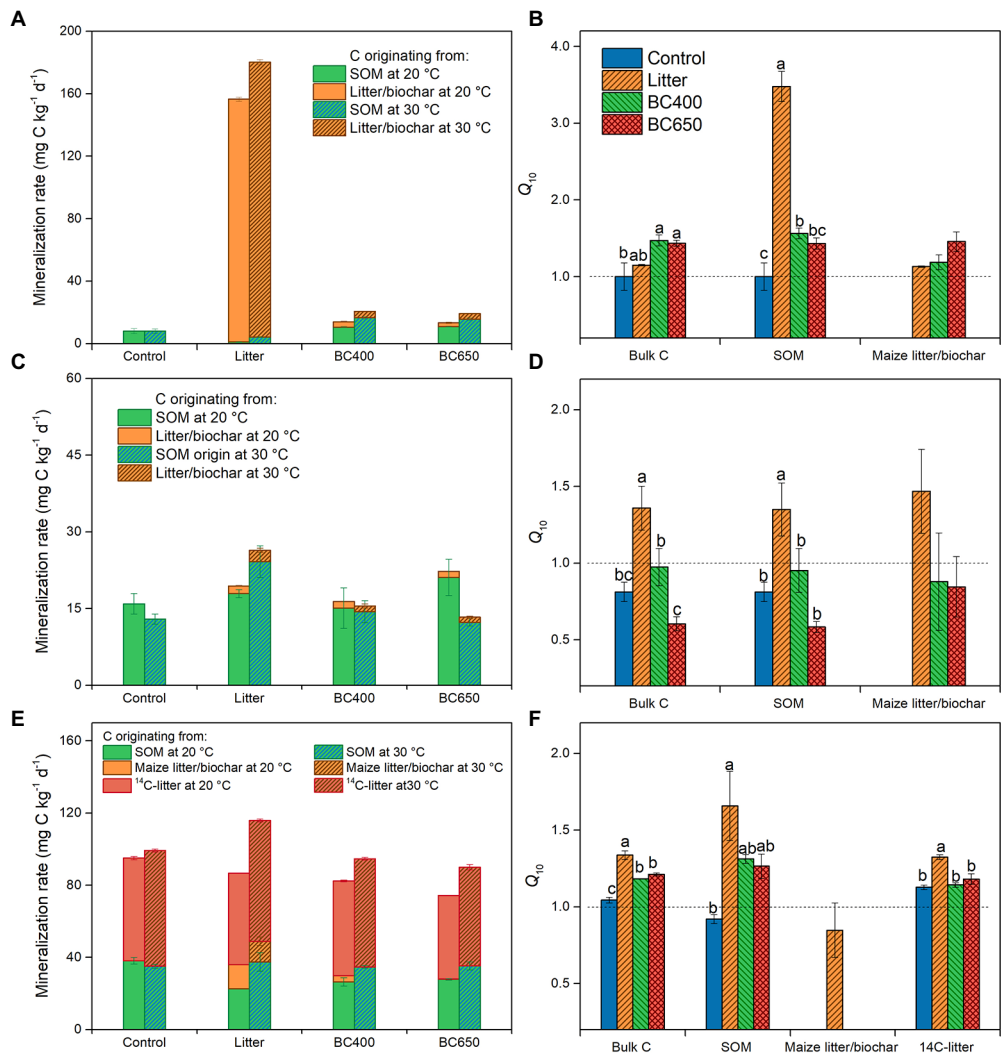 A
Mineralization rate (mg C kg⁻¹ d⁻¹)
200
160
120
80
40
0
C originating from:
SOM at 20 °C
Litter/biochar at 20 °C
SOM at 30 °C
Litter/biochar at 30 °C
Control Litter BC400 BC650
B
Q₁₀
4.0
3.0
2.0
1.0
Control
Litter
BC400
BC650
b ab a a
c a b bc
Bulk C SOM Maize litter/biochar
C
Mineralization rate (mg C kg⁻¹ d⁻¹)
60
45
30
15
0
C originating from:
SOM at 20 °C
Litter/biochar at 20 °C
SOM origin at 30 °C
Litter/biochar at 30 °C
Control Litter BC400 BC650
D
Q₁₀
2.0
1.5
1.0
0.5
bc a b c
b a b b
Bulk C SOM Maize litter/biochar
E
Mineralization rate (mg C kg⁻¹ d⁻¹)
160
120
80
40
0
C originating from:
SOM at 20 °C SOM at 30 °C
Maize litter/biochar at 20 °C Maize litter/biochar at 30 °C
¹⁴C-litter at 20 °C ¹⁴C-litter at30 °C
Control Litter BC400 BC650
F
Q₁₀
2.0
1.5
1.0
0.5
c a b b
b a ab ab
b a b b
Bulk C SOM Maize litter/biochar 14C-litter